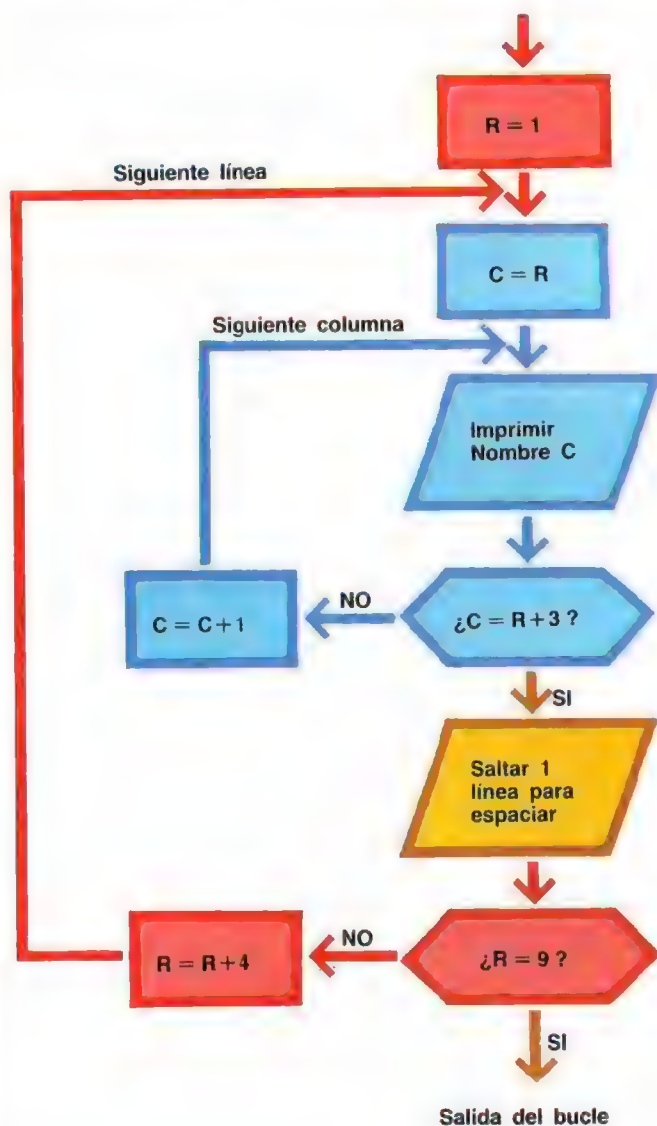 R = 1
Siguiente línea
C = R
Siguiente columna
Imprimir
Nombre C
C = C+1
NO
¿C = R+3 ?
SI
Saltar 1
línea para
espaciar
R = R+4
NO
¿R = 9 ?
SI
Salida del bucle